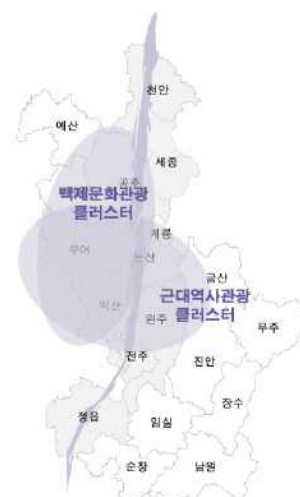 천안
예산
세종
공주
백제문화관광
클러스터
계룡
부여
논산
금산
익산
완주
근대역사관광
클러스터
무주
전주
진안
장수
정읍
임실
순창
남원